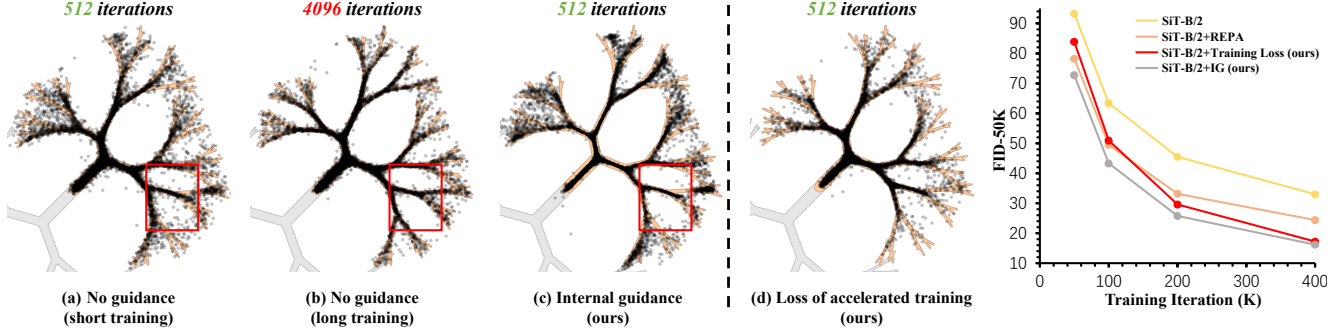 512 iterations
4096 iterations
512 iterations
512 iterations
(a) No guidance
(short training)
(b) No guidance
(long training)
(c) Internal guidance
(ours)
(d) Loss of accelerated training
(ours)
SiT-B/2
SiT-B/2+REPA
SiT-B/2+Training Loss (ours)
SiT-B/2+IG (ours)
FID-50K
90
80
70
60
50
40
30
20
10
0
100
200
300
400
Training Iteration (K)